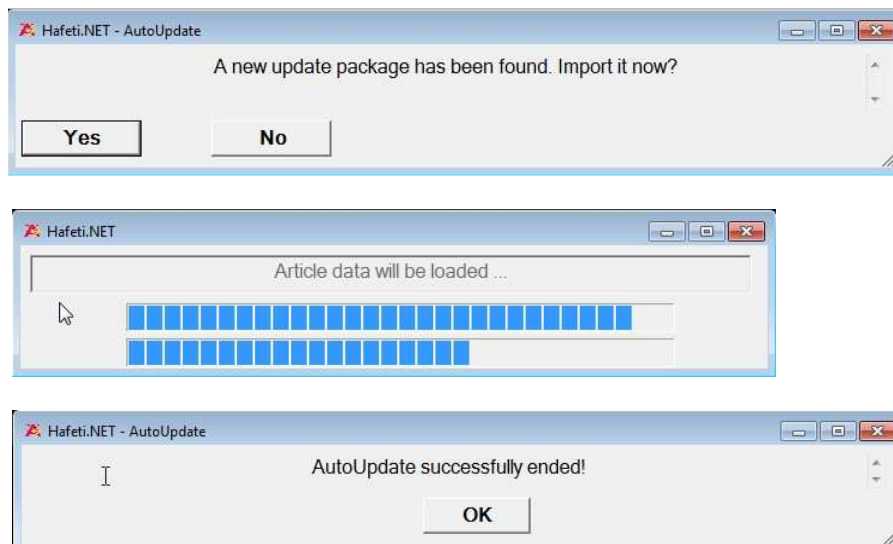 Hafeti.NET - AutoUpdate
A new update package has been found. Import it now?
Yes No
Hafeti.NET
Article data will be loaded ...
Hafeti.NET - AutoUpdate
AutoUpdate successfully ended!
OK